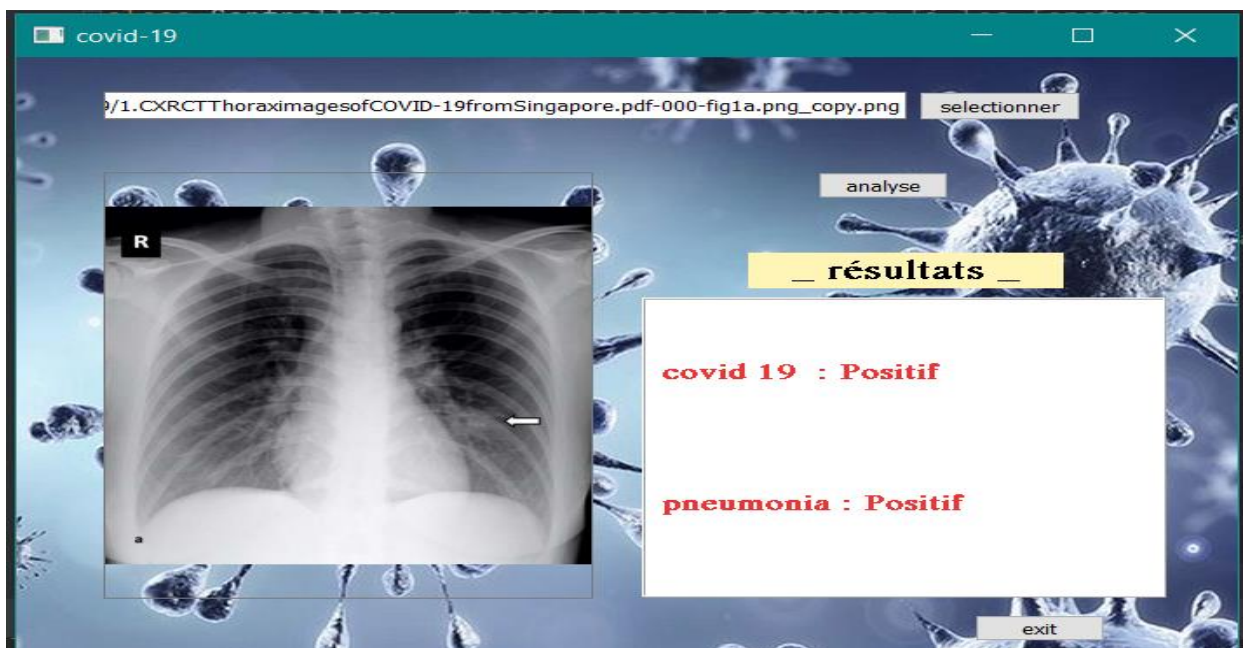 covid-19
9/1.CXRCTThoraximagesofCOVID-19fromSingapore.pdf-000-fig1a.png_copy.png
selectionner
analyse
R
_ résultats _
covid 19 : Positif
pneumonia : Positif
a
exit